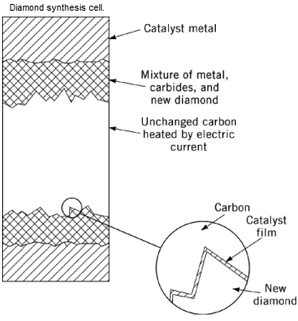 Diamond synthesis cell.
Catalyst metal
Mixture of metal,
carbides, and
new diamond
Unchanged carbon
heated by electric
current
Carbon
Catalyst
film
New
diamond